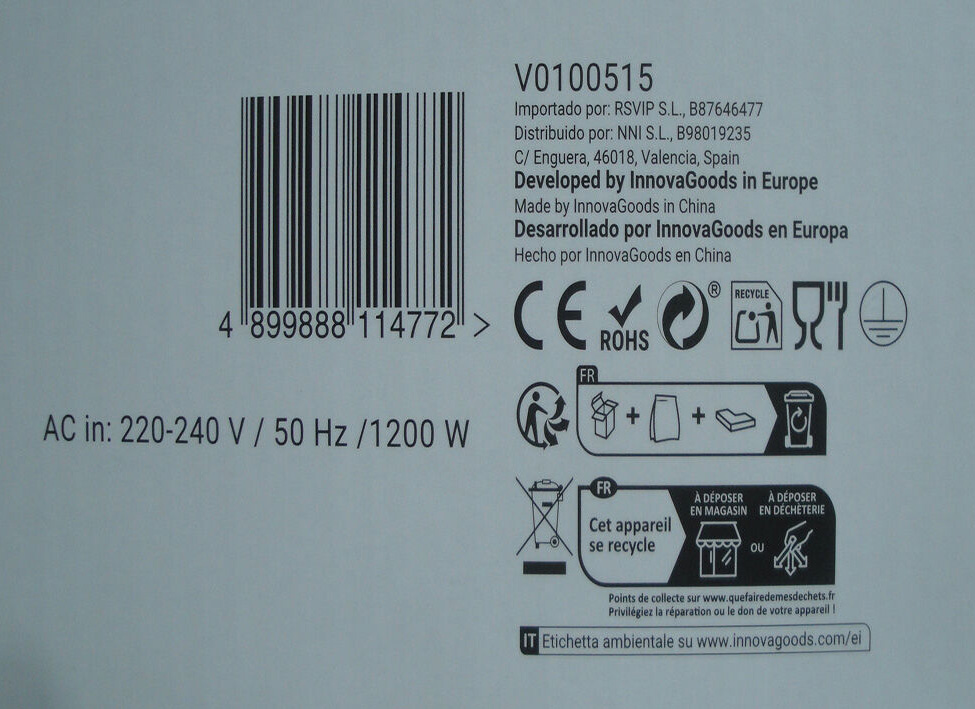 V0100515
Importado por: RSVIP S.L., B87646477
Distribuido por: NNI S.L., B98019235
C/ Enguera, 46018, Valencia, Spain
Developed by InnovaGoods in Europe
Made by InnovaGoods in China
Desarrollado por InnovaGoods en Europa
Hecho por InnovaGoods en China
4 899888 114772 >
CE
ROHS
®
RECYCLE
AC in: 220-240 V / 50 Hz /1200 W
FR
+ +
FR
Cet appareil
se recycle
À DÉPOSER
EN MAGASIN
OU
À DÉPOSER
EN DÉCHÈTERIE
Points de collecte sur www.quefairedemesdechets.fr
Privilégiez la réparation ou le don de votre appareil !
IT Etichetta ambientale su www.innovagoods.com/ei